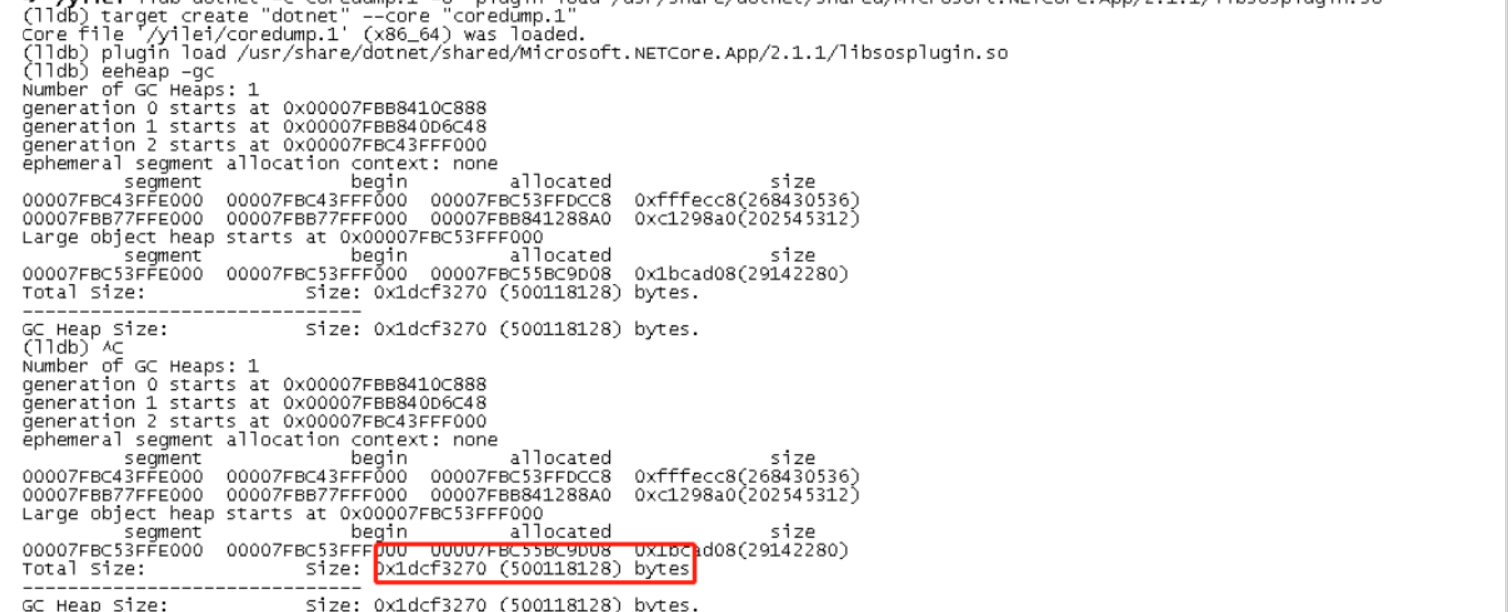 (lldb) target create "dotnet" --core "coredump.1"
Core file '/yilei/coredump.1' (x86_64) was loaded.
(lldb) plugin load /usr/share/dotnet/shared/Microsoft.NETCore.App/2.1.1/libsosplugin.so
(lldb) eeheap -gc
Number of GC Heaps: 1
generation 0 starts at 0x00007FBB8410C888
generation 1 starts at 0x00007FBB840D6C48
generation 2 starts at 0x00007FBC43FFF000
ephemeral segment allocation context: none
segment begin allocated size
00007FBC43FFE000 00007FBC43FFF000 00007FBC53FFDCC8 0xfffecc8(268430536)
00007FBB77FFE000 00007FBB77FFF000 00007FBB841288A0 0xc1298a0(202545312)
Large object heap starts at 0x00007FBC53FFF000
segment begin allocated size
00007FBC53FFE000 00007FBC53FFF000 00007FBC55BC9D08 0x1bcad08(29142280)
Total Size: Size: 0x1dcf3270 (500118128) bytes.
------------------------------
GC Heap Size: Size: 0x1dcf3270 (500118128) bytes.
(lldb) ^C
Number of GC Heaps: 1
generation 0 starts at 0x00007FBB8410C888
generation 1 starts at 0x00007FBB840D6C48
generation 2 starts at 0x00007FBC43FFF000
ephemeral segment allocation context: none
segment begin allocated size
00007FBC43FFE000 00007FBC43FFF000 00007FBC53FFDCC8 0xfffecc8(268430536)
00007FBB77FFE000 00007FBB77FFF000 00007FBB841288A0 0xc1298a0(202545312)
Large object heap starts at 0x00007FBC53FFF000
segment begin allocated size
00007FBC53FFE000 00007FBC53FFF000 00007FBC55BC9D08 0x1bcad08(29142280)
Total Size: Size: 0x1dcf3270 (500118128) bytes
------------------------------
GC Heap Size: Size: 0x1dcf3270 (500118128) bytes.